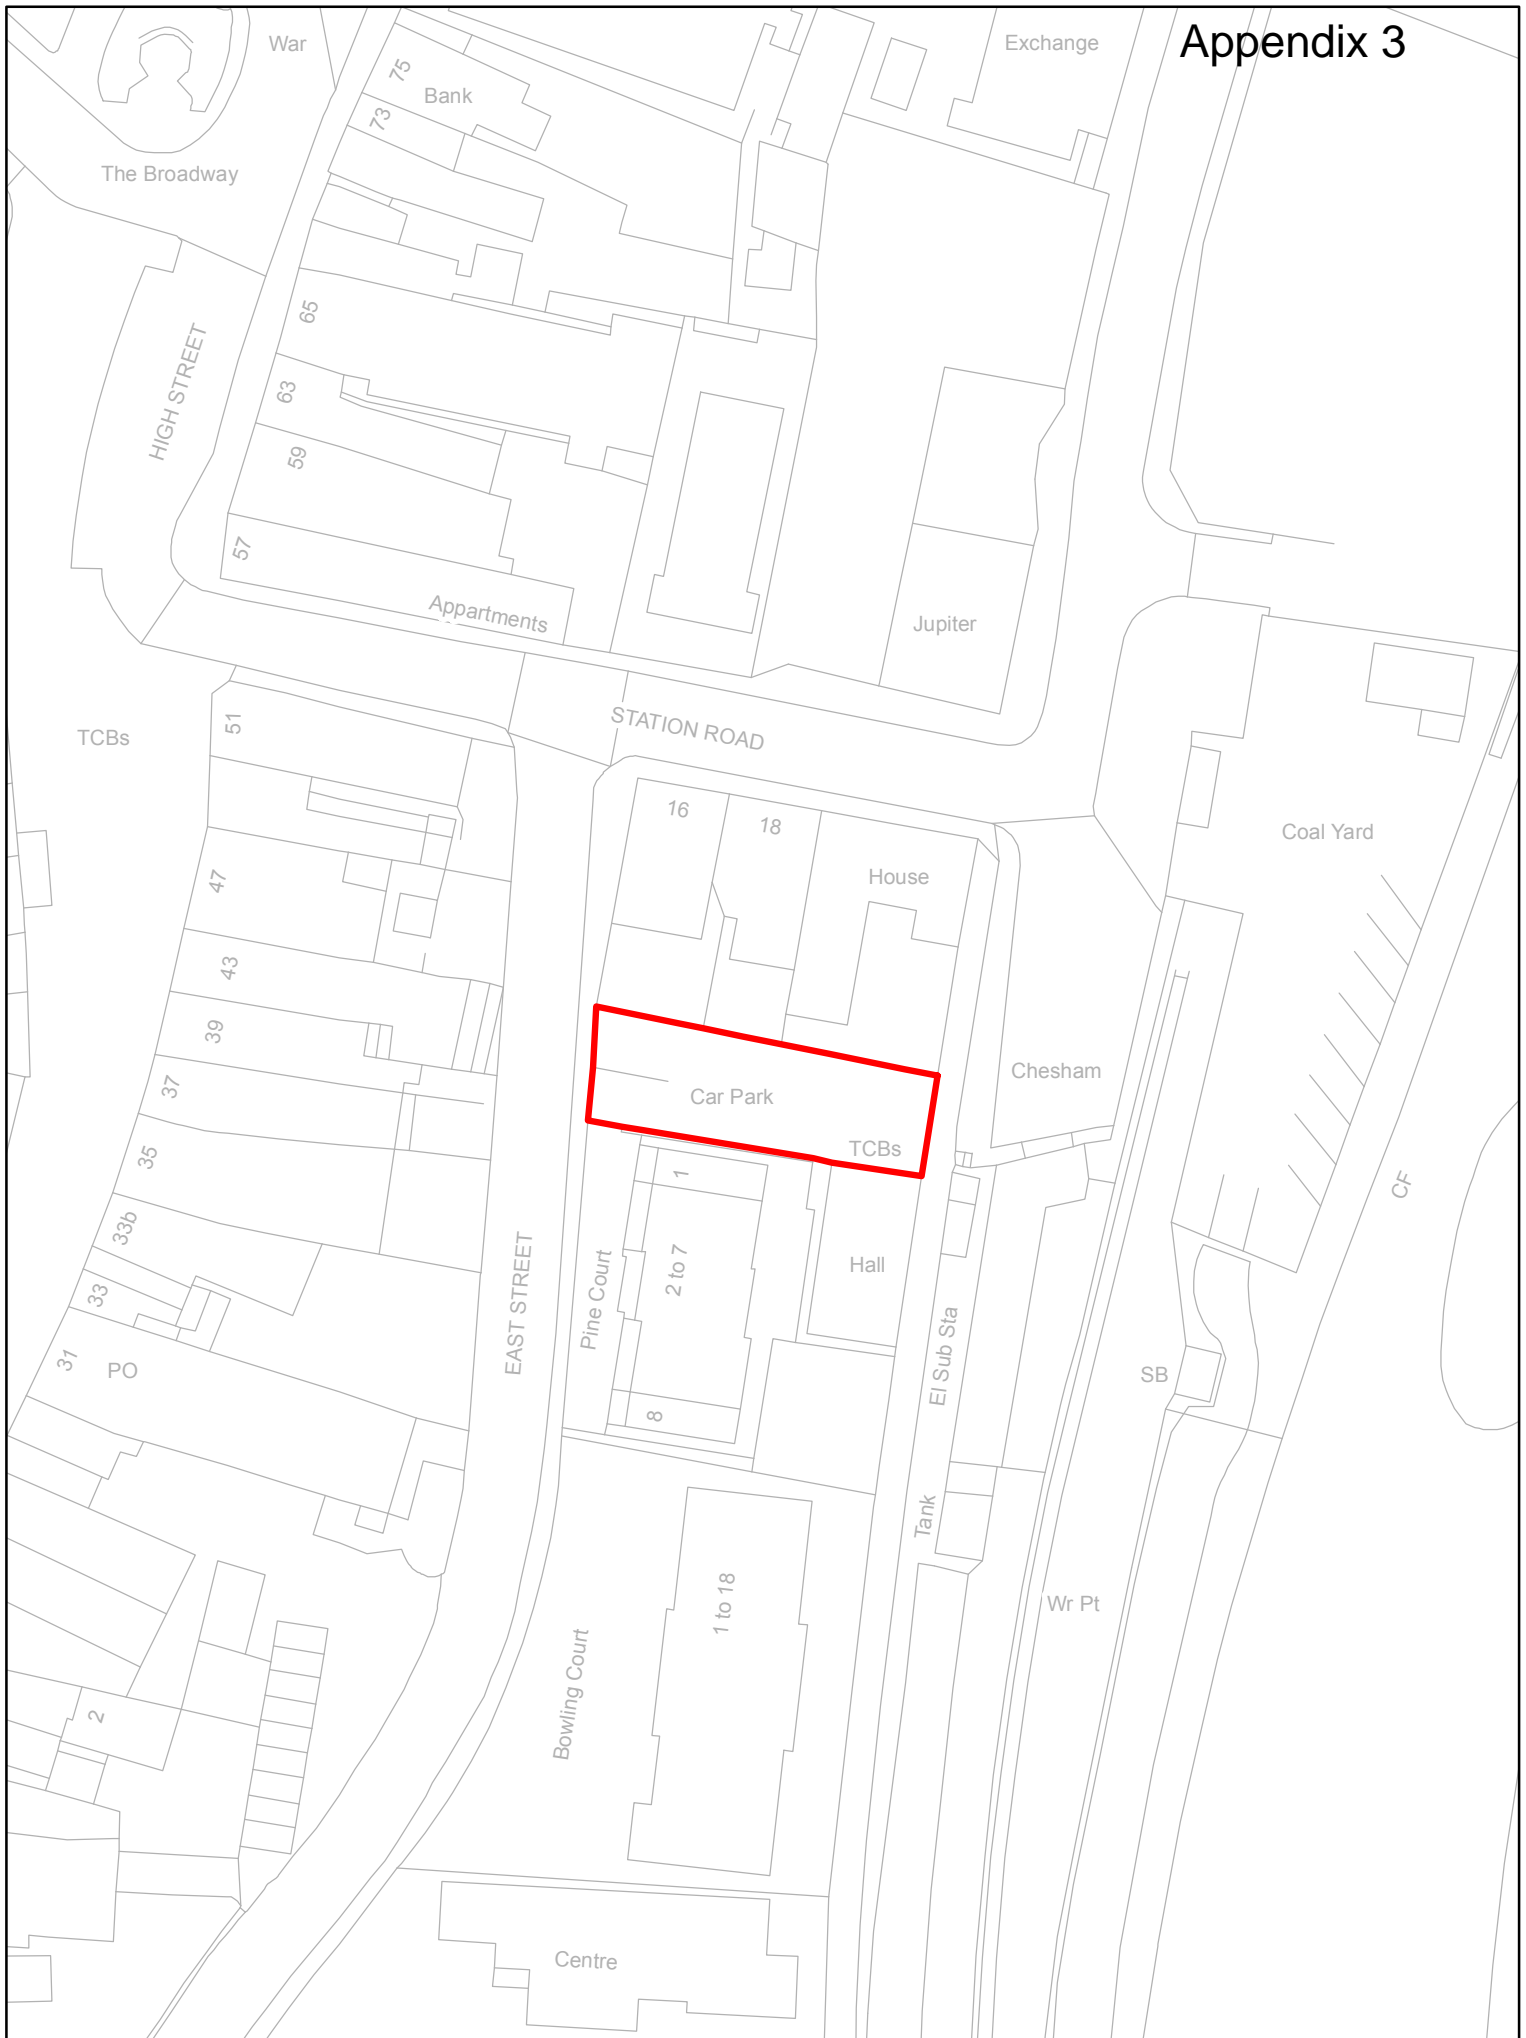 Appendix 3
War
Exchange
75
Bank
73
The Broadway
65
HIGH STREET
63
59
57
Appartments
Jupiter
STATION ROAD
51
TCBs
16
18
Coal Yard
House
47
43
39
Chesham
37
Car Park
TCBs
35
1
CF
33b
EAST STREET
Pine Court
2 to 7
Hall
33
El Sub Sta
31
PO
SB
8
Tank
1 to 18
Wr Pt
Bowling Court
2
Centre